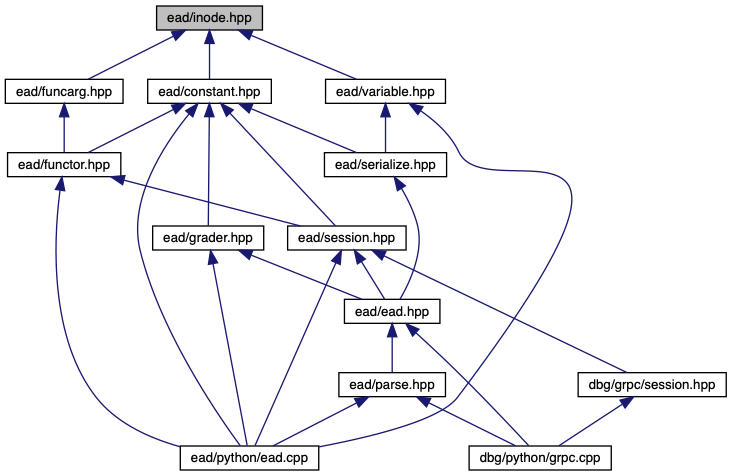 ead/inode.hpp
ead/funcarg.hpp
ead/constant.hpp
ead/variable.hpp
ead/functor.hpp
ead/serialize.hpp
ead/grader.hpp
ead/session.hpp
ead/ead.hpp
ead/parse.hpp
dbg/grpc/session.hpp
ead/python/ead.cpp
dbg/python/grpc.cpp